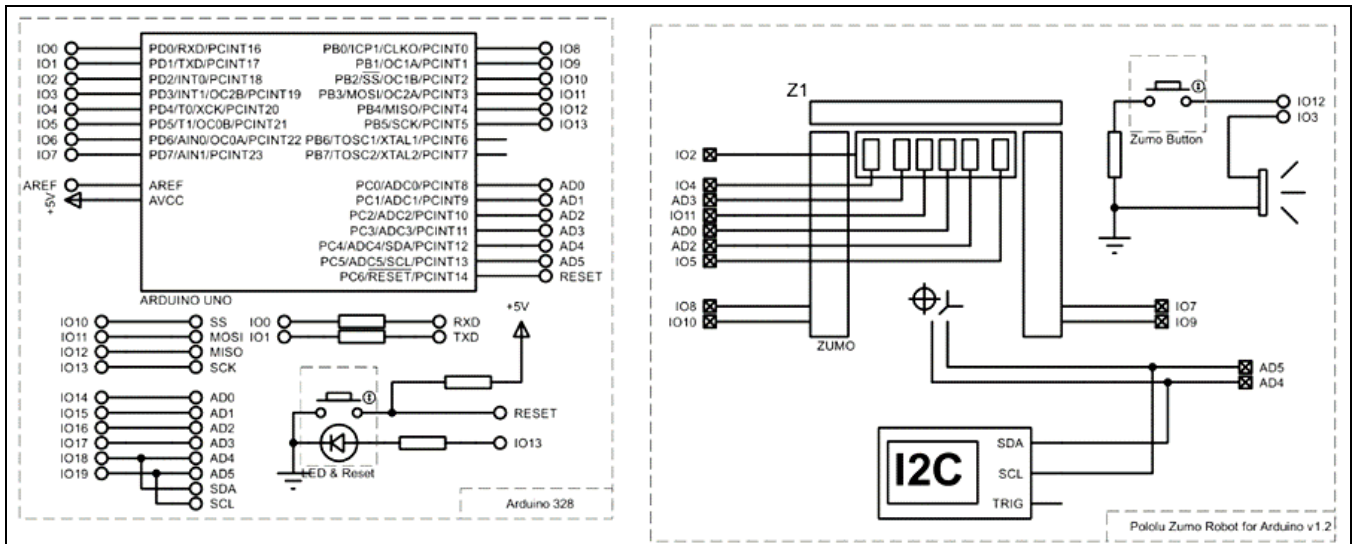 IO0 PD0/RXD/PCINT16 PB0/ICP1/CLKO/PCINT0 IO8
IO1 PD1/TXD/PCINT17 PB1/OC1A/PCINT1 IO9
IO2 PD2/INT0/PCINT18 PB2/SS/OC1B/PCINT2 IO10
IO3 PD3/INT1/OC2B/PCINT19 PB3/MOSI/OC2A/PCINT3 IO11
IO4 PD4/T0/XCK/PCINT20 PB4/MISO/PCINT4 IO12
IO5 PD5/T1/OC0B/PCINT21 PB5/SCK/PCINT5 IO13
IO6 PD6/AIN0/OC0A/PCINT22 PB6/TOSC1/XTAL1/PCINT6
IO7 PD7/AIN1/PCINT23 PB7/TOSC2/XTAL2/PCINT7
AREF AREF PC0/ADC0/PCINT8 AD0
+5V AVCC PC1/ADC1/PCINT9 AD1
PC2/ADC2/PCINT10 AD2
PC3/ADC3/PCINT11 AD3
PC4/ADC4/SDA/PCINT12 AD4
PC5/ADC5/SCL/PCINT13 AD5
PC6/RESET/PCINT14 RESET
ARDUINO UNO
IO10 SS
IO11 MOSI
IO12 MISO
IO13 SCK
IO0 RXD
IO1 TXD
+5V
IO14 AD0
IO15 AD1
IO16 AD2
IO17 AD3
IO18 AD4
IO19 AD5
SDA
SCL
RESET
IO13
LED & Reset
Arduino 328
Z1
IO2
IO4
AD3
IO11
AD0
AD2
IO5
IO8
IO10
ZUMO
IO7
IO9
IO12
IO3
Zumo Button
AD5
AD4
I2C
SDA
SCL
TRIG
Pololu Zumo Robot for Arduino v1.2